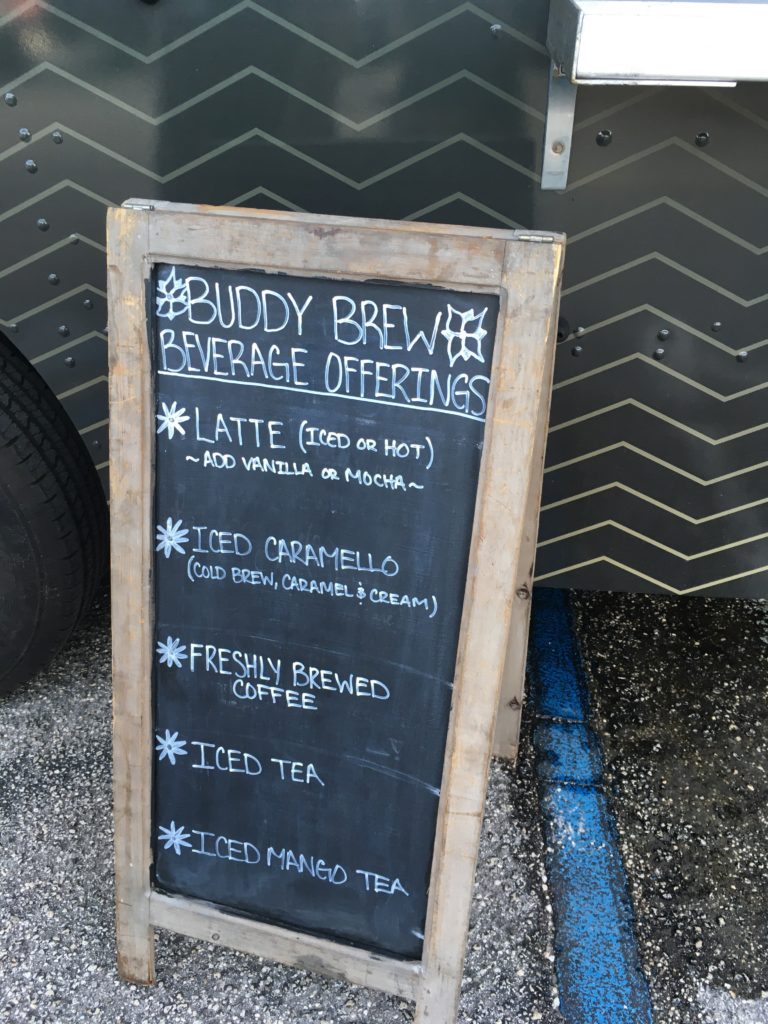 BUDDY BREW
BEVERAGE OFFERINGS
LATTE (ICED OR HOT)
~ADD VANILLA OR MOCHA~
ICED CARAMELLO
(COLD BREW, CARAMEL & CREAM)
FRESHLY BREWED
COFFEE
ICED TEA
ICED MANGO TEA